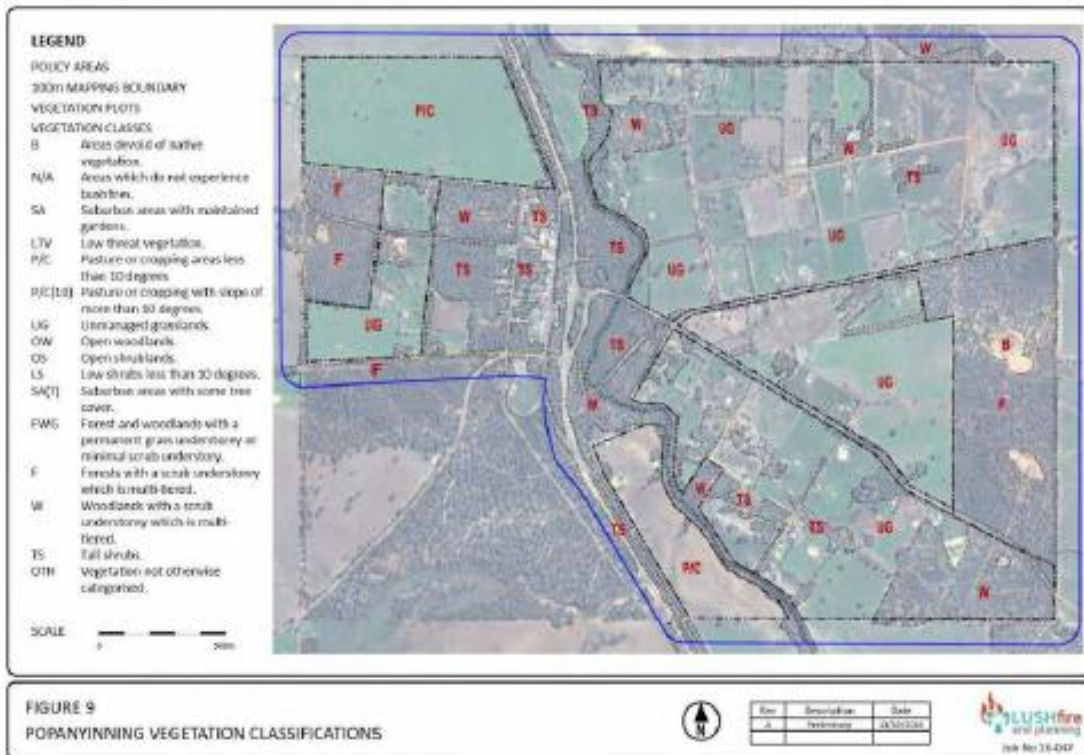 LEGEND
POLICY AREAS
100m MAPPING BOUNDARY
VEGETATION PLOTS
VEGETATION CLASSES
B Areas devoid of native
vegetation.
N/A Areas which do not experience
bushfires.
SA Suburban areas with maintained
gardens.
LTV Low threat vegetation.
P/C Pasture or cropping areas less
than 10 degrees
P/C(10) Pasture or cropping with slope of
more than 10 degrees.
UG Unmanaged grasslands.
OW Open woodlands.
OS Open shrublands.
LS Low shrubs less than 10 degrees.
SA(T) Suburban areas with some tree
cover.
FWG Forest and woodlands with a
permanent grass understorey or
minimal scrub understory.
F Forests with a scrub understorey
which is multi-tiered.
W Woodlands with a scrub
understorey which is multi-
tiered.
TS Tall shrubs.
OTH Vegetation not otherwise
categorised.
SCALE
0 500m
W
P/C
TS
W
UG
W
UG
TS
F
W
TS
UG
F
TS
TS
TS
UG
UG
TS
B
F
UG
F
W
W
TS
TS
TS
UG
P/C
W
FIGURE 9
POPANYINNING VEGETATION CLASSIFICATIONS
N
Rev Description Date
A Preliminary
LUSHfire
and planning